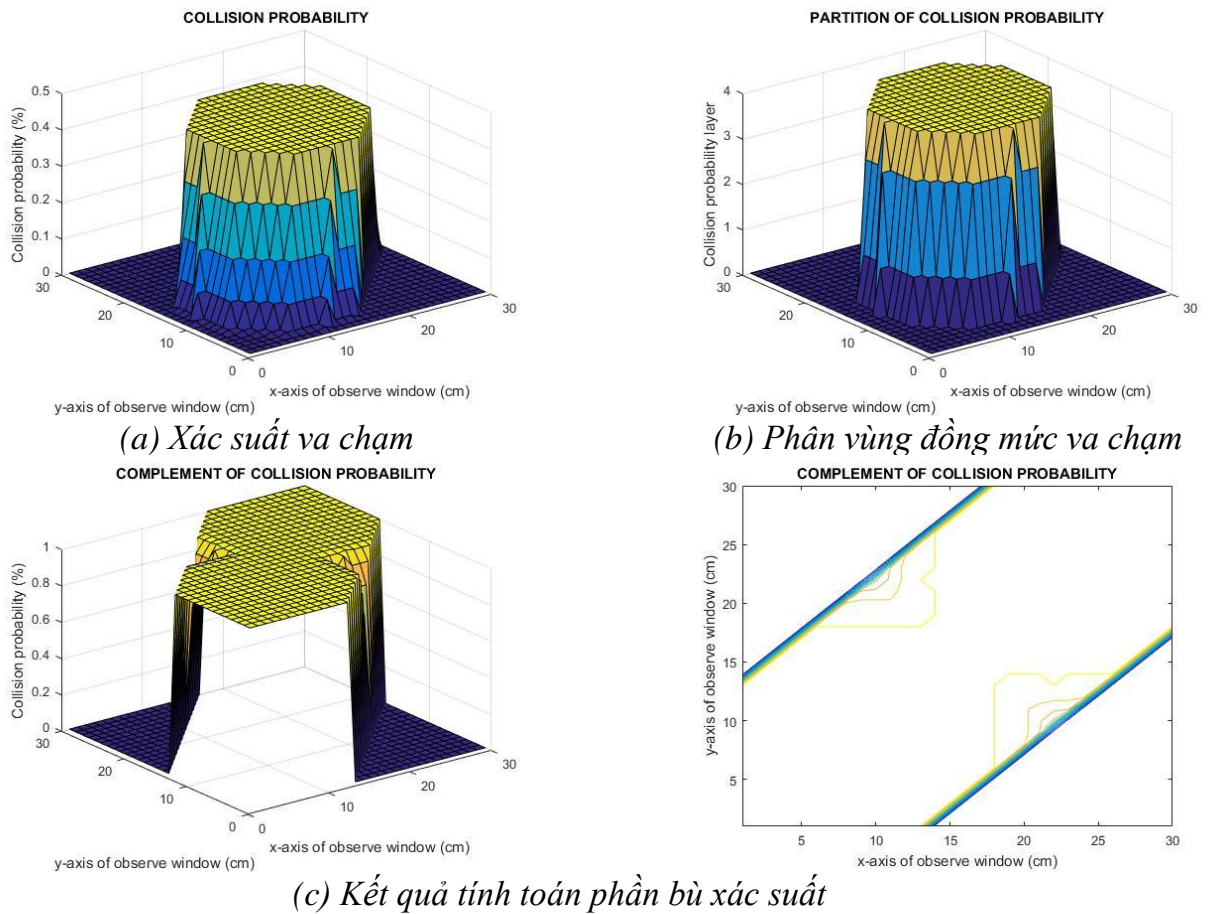 COLLISION PROBABILITY
Collision probability (%)
0.5
0.4
0.3
0.2
0.1
0
30
20
10
0
0
10
20
30
y-axis of observe window (cm)
x-axis of observe window (cm)
(a) Xác suất va chạm
PARTITION OF COLLISION PROBABILITY
Collision probability layer
4
3
2
1
0
30
20
10
0
0
10
20
30
y-axis of observe window (cm)
x-axis of observe window (cm)
(b) Phân vùng đồng mức va chạm
COMPLEMENT OF COLLISION PROBABILITY
Collision probability (%)
1
0.8
0.6
0.4
0.2
0
30
20
10
0
0
10
20
30
y-axis of observe window (cm)
x-axis of observe window (cm)
COMPLEMENT OF COLLISION PROBABILITY
y-axis of observe window (cm)
30
25
20
15
10
5
5
10
15
20
25
30
x-axis of observe window (cm)
(c) Kết quả tính toán phần bù xác suất